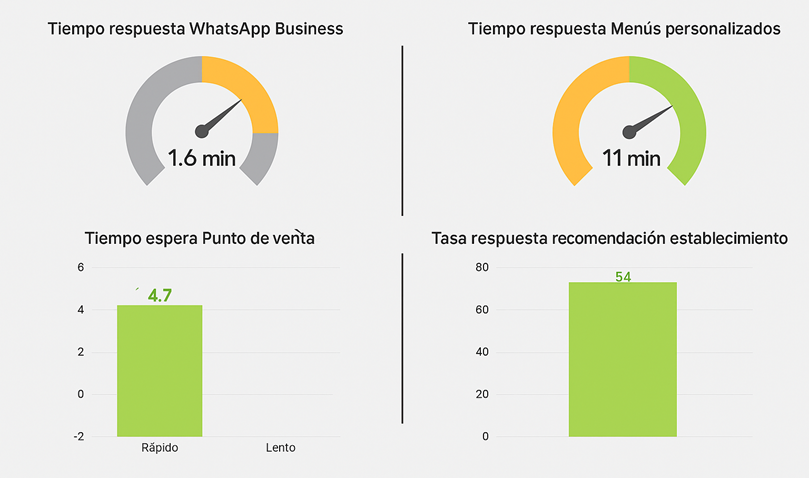 Tiempo respuesta WhatsApp Business
1.6 min
Tiempo respuesta Menús personalizados
11 min
Tiempo espera Punto de venta
6
4.7
4
2
0
-2
Rápido
Lento
Tasa respuesta recomendación establecimiento
80
54
60
40
20
0